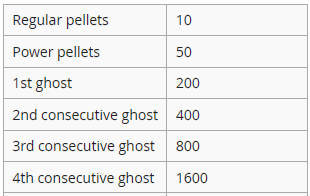 Regular pellets 10
Power pellets 50
1st ghost 200
2nd consecutive ghost 400
3rd consecutive ghost 800
4th consecutive ghost 1600